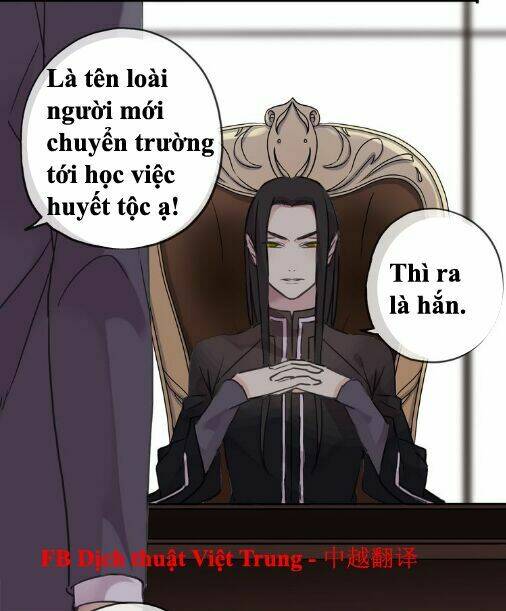 Là tên loài
người mới
chuyển trường
tới học việc
huyết tộc ạ!
Thì ra
là hắn.
FB Dịch thuật Việt Trung - 中越翻译